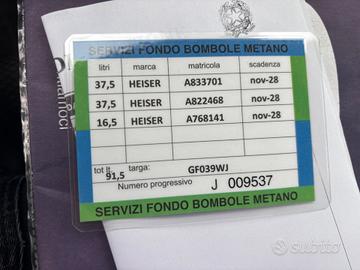 SERVIZI FONDO BOMBOLE METANO
litri marca matricola scadenza
37,5 HEISER A833701 nov-28
37,5 HEISER A822468 nov-28
16,5 HEISER A768141 nov-28
tot lt 91,5 targa: GF039WJ
Numero progressivo J 009537
SERVIZI FONDO BOMBOLE METANO
subito